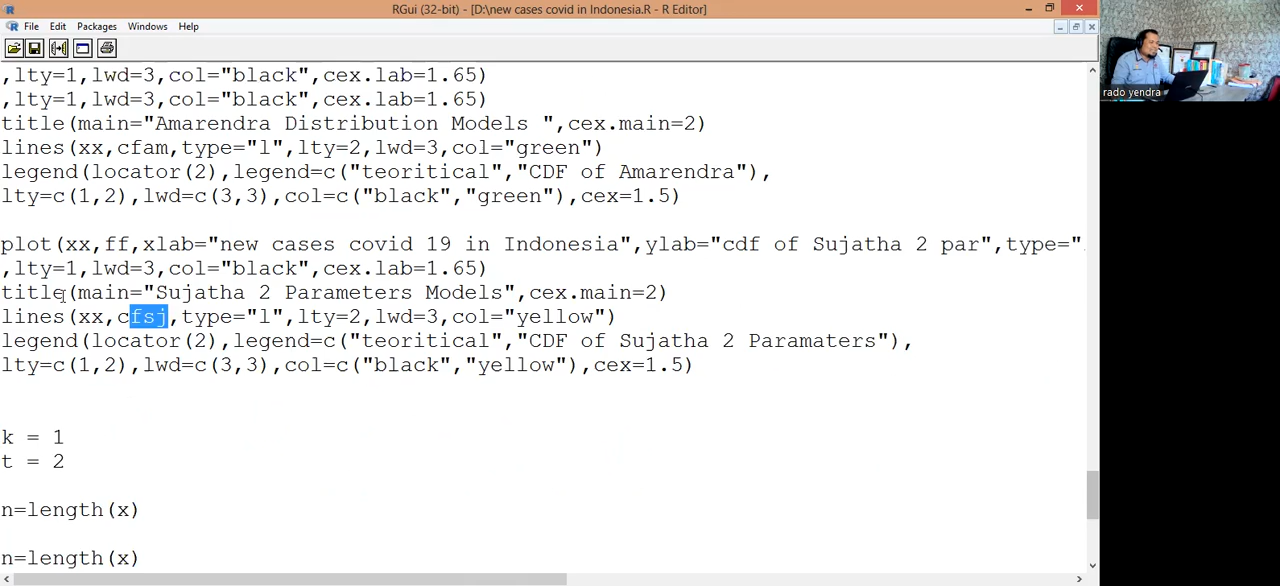 RGui (32-bit) - [D:\new cases covid in Indonesia.R - R Editor]
File Edit Packages Windows Help
,lty=1,lwd=3,col="black",cex.lab=1.65)
,lty=1,lwd=3,col="black",cex.lab=1.65)
title(main="Amarendra Distribution Models ",cex.main=2)
lines(xx,cfam,type="l",lty=2,lwd=3,col="green")
legend(locator(2),legend=c("teoritical","CDF of Amarendra"),
lty=c(1,2),lwd=c(3,3),col=c("black","green"),cex=1.5)
plot(xx,ff,xlab="new cases covid 19 in Indonesia",ylab="cdf of Sujatha 2 par",type="
,lty=1,lwd=3,col="black",cex.lab=1.65)
title(main="Sujatha 2 Parameters Models",cex.main=2)
lines(xx,cfsj,type="l",lty=2,lwd=3,col="yellow")
legend(locator(2),legend=c("teoritical","CDF of Sujatha 2 Paramaters"),
lty=c(1,2),lwd=c(3,3),col=c("black","yellow"),cex=1.5)
k = 1
t = 2
n=length(x)
n=length(x)
rado yendra